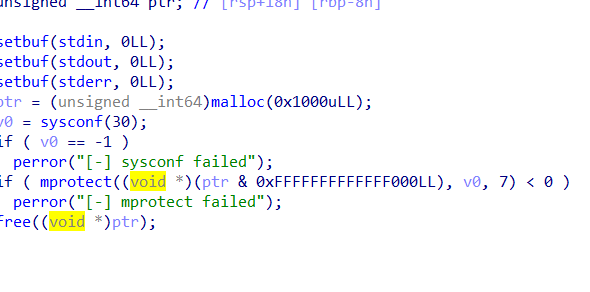 unsigned __int64 ptr; // [rsp+18h] [rbp-8h]
setbuf(stdin, 0LL);
setbuf(stdout, 0LL);
setbuf(stderr, 0LL);
ptr = (unsigned __int64)malloc(0x1000uLL);
v0 = sysconf(30);
if ( v0 == -1 )
perror("[-] sysconf failed");
if ( mprotect((void *)(ptr & 0xFFFFFFFFFFFFF000LL), v0, 7) < 0 )
perror("[-] mprotect failed");
free((void *)ptr);